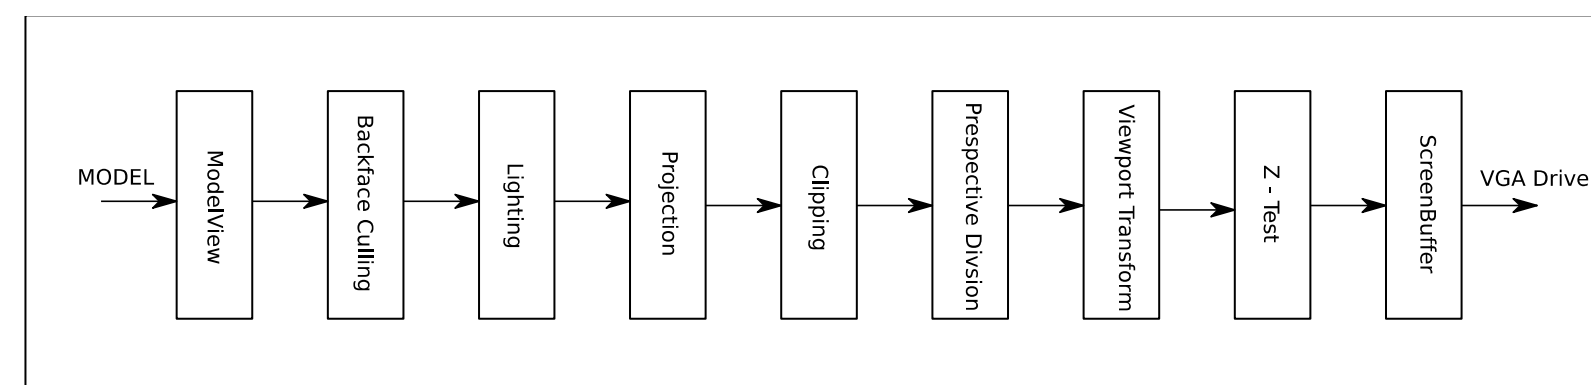 MODEL
ModelView
Backface Culling
Lighting
Projection
Clipping
Prespective Divsion
Viewport Transform
Z - Test
ScreenBuffer
VGA Drive